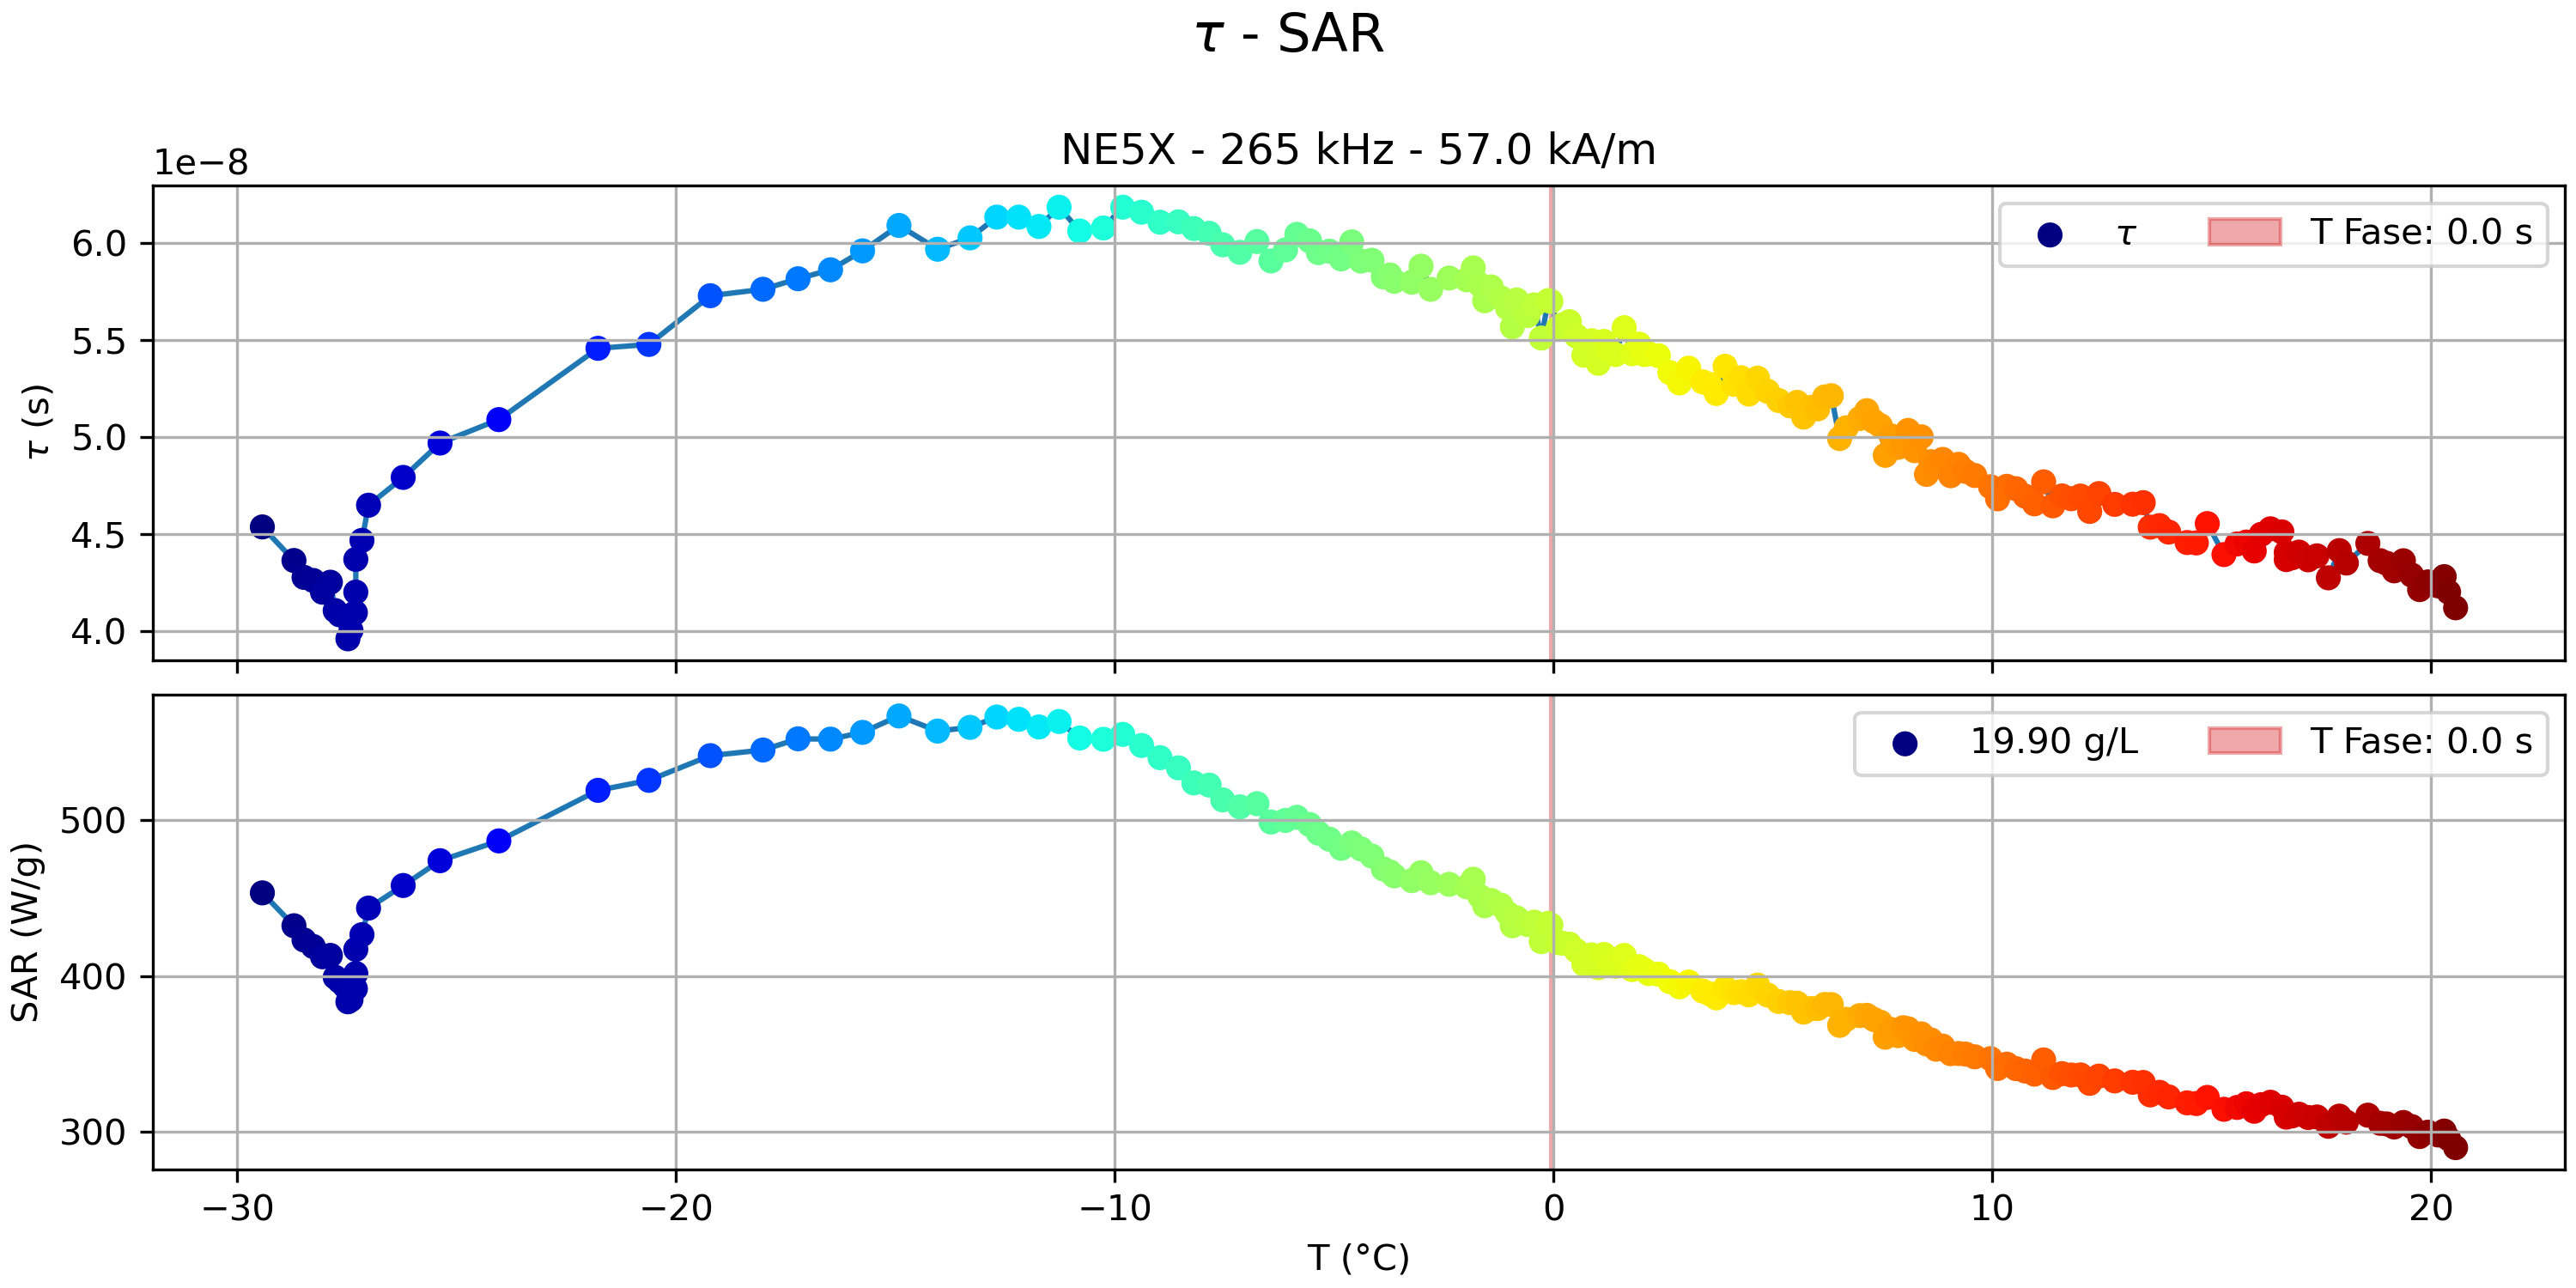 τ - SAR
NE5X - 265 kHz - 57.0 kA/m
1e−8
τ
T Fase: 0.0 s
6.0
5.5
5.0
4.5
4.0
τ (s)
19.90 g/L
T Fase: 0.0 s
500
400
300
SAR (W/g)
−30
−20
−10
0
10
20
T (°C)